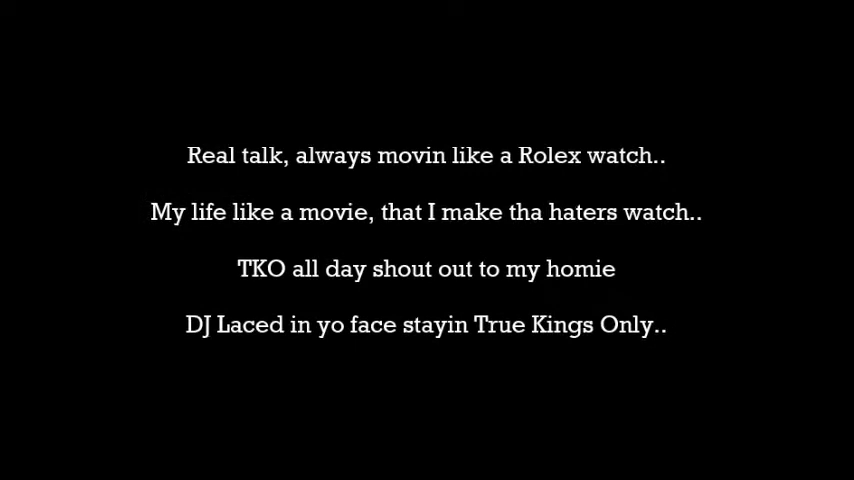 Real talk, always movin like a Rolex watch..
My life like a movie, that I make tha haters watch..
TKO all day shout out to my homie
DJ Laced in yo face stayin True Kings Only..